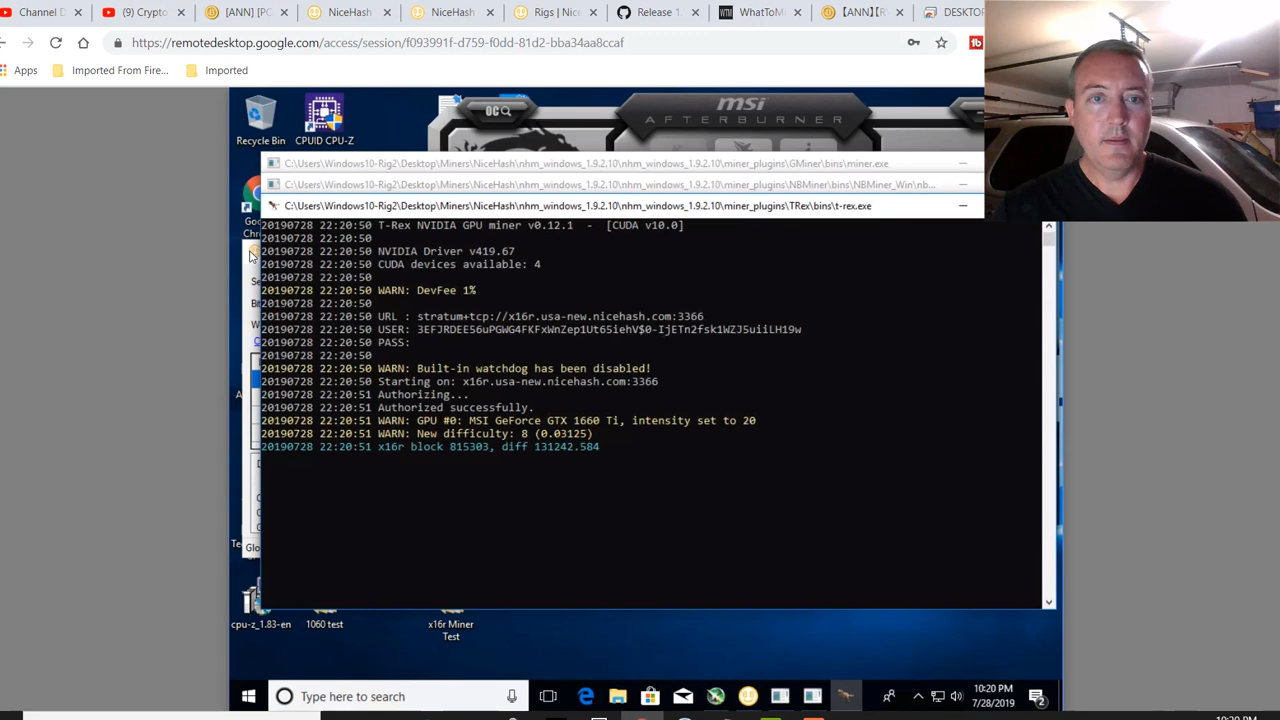 Channel D
(9) Crypto
[ANN] [PC
NiceHash
NiceHash
Rigs | Nice
Release 1
WhatToM
[ANN][R
DESKTOP
https://remotedesktop.google.com/access/session/f093991f-d759-f0dd-81d2-bba34aa8ccaf
Apps
Imported From Fire...
Imported
Recycle Bin
CPUID CPU-Z
OC
msi
AFTERBURNER
C:\Users\Windows10-Rig2\Desktop\Miners\NiceHash\nhm_windows_1.9.2.10\nhm_windows_1.9.2.10\miner_plugins\GMiner\bins\miner.exe
C:\Users\Windows10-Rig2\Desktop\Miners\NiceHash\nhm_windows_1.9.2.10\nhm_windows_1.9.2.10\miner_plugins\NBMiner\bins\NBMiner_Win\nb...
C:\Users\Windows10-Rig2\Desktop\Miners\NiceHash\nhm_windows_1.9.2.10\nhm_windows_1.9.2.10\miner_plugins\TRex\bins\t-rex.exe
Goo
Chr
20190728 22:20:50 T-Rex NVIDIA GPU miner v0.12.1 - [CUDA v10.0]
20190728 22:20:50
20190728 22:20:50 NVIDIA Driver v419.67
20190728 22:20:50 CUDA devices available: 4
20190728 22:20:50
20190728 22:20:50 WARN: DevFee 1%
20190728 22:20:50
20190728 22:20:50 URL : stratum+tcp://x16r.usa-new.nicehash.com:3366
20190728 22:20:50 USER: 3EFJRDEE56uPGWG4FKFxWnZep1Ut65iehV$0-IjETn2fsk1WZJ5uiiLH19w
20190728 22:20:50 PASS:
20190728 22:20:50
20190728 22:20:50 WARN: Built-in watchdog has been disabled!
20190728 22:20:50 Starting on: x16r.usa-new.nicehash.com:3366
20190728 22:20:51 Authorizing...
20190728 22:20:51 Authorized successfully.
20190728 22:20:51 WARN: GPU #0: MSI GeForce GTX 1660 Ti, intensity set to 20
20190728 22:20:51 WARN: New difficulty: 8 (0.03125)
20190728 22:20:51 x16r block 815303, diff 131242.584
Glo
cpu-z_1.83-en
1060 test
x16r Miner
Test
Type here to search
10:20 PM
7/28/2019
2